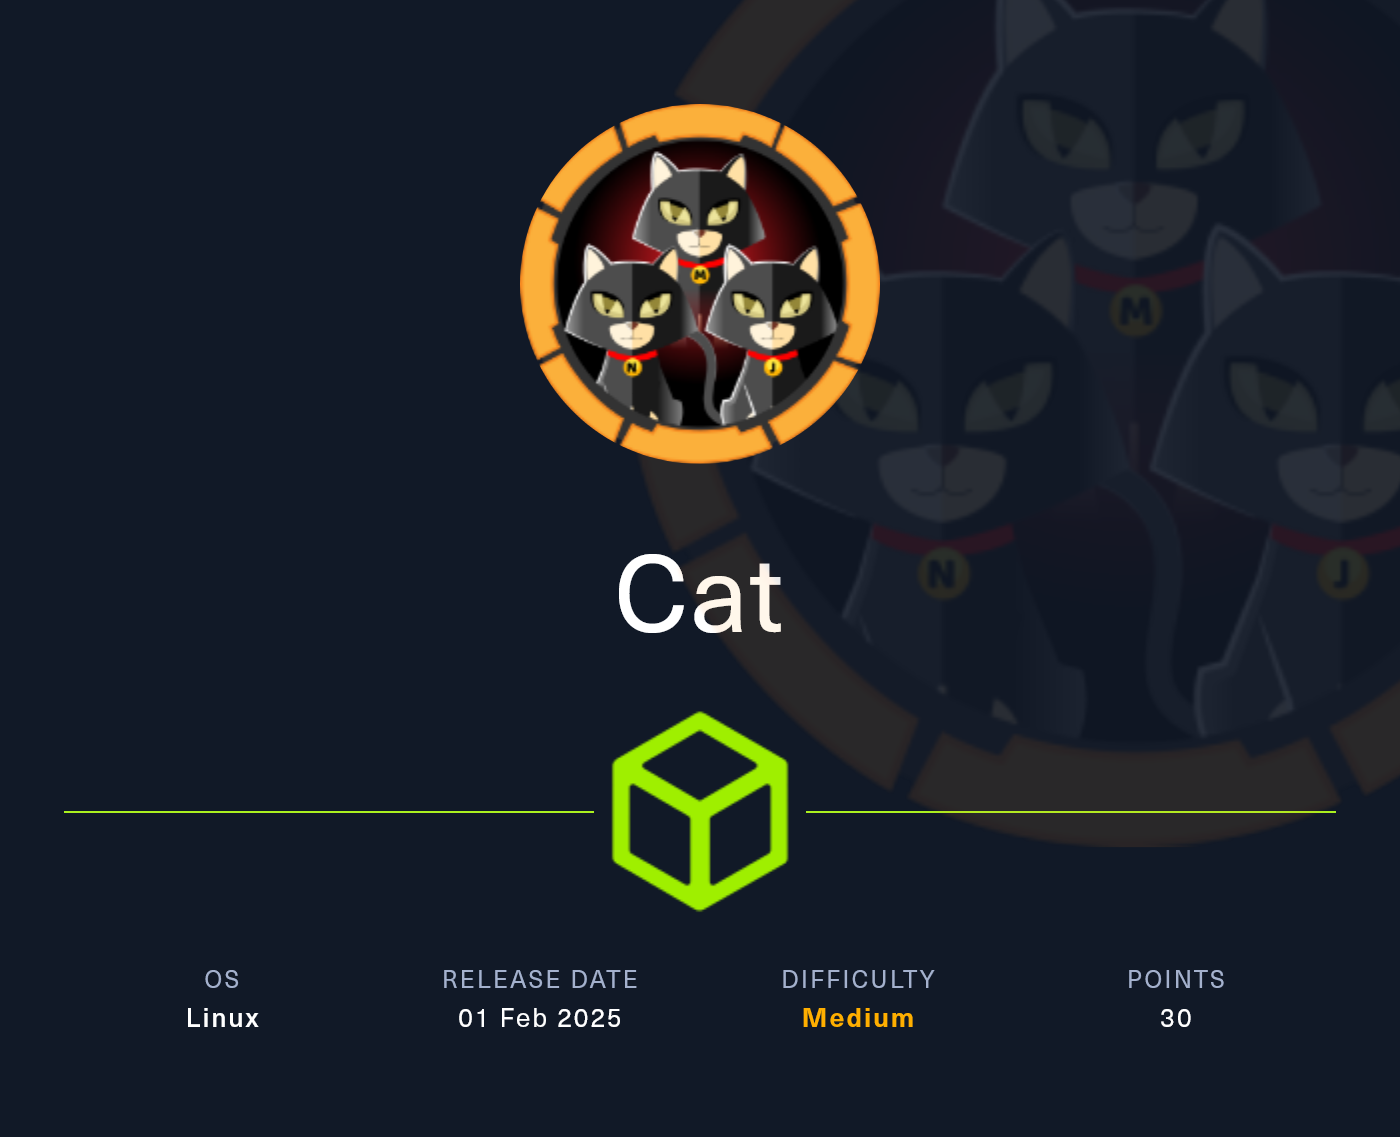 M
N
J
Cat
OS
RELEASE DATE
DIFFICULTY
POINTS
Linux
01 Feb 2025
Medium
30